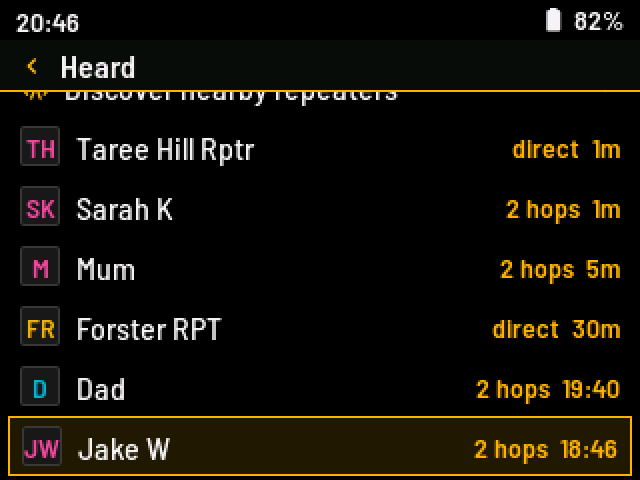 20:46 82%
Heard
Discover nearby repeaters
TH Taree Hill Rptr direct 1m
SK Sarah K 2 hops 1m
M Mum 2 hops 5m
FR Forster RPT direct 30m
D Dad 2 hops 19:40
JW Jake W 2 hops 18:46